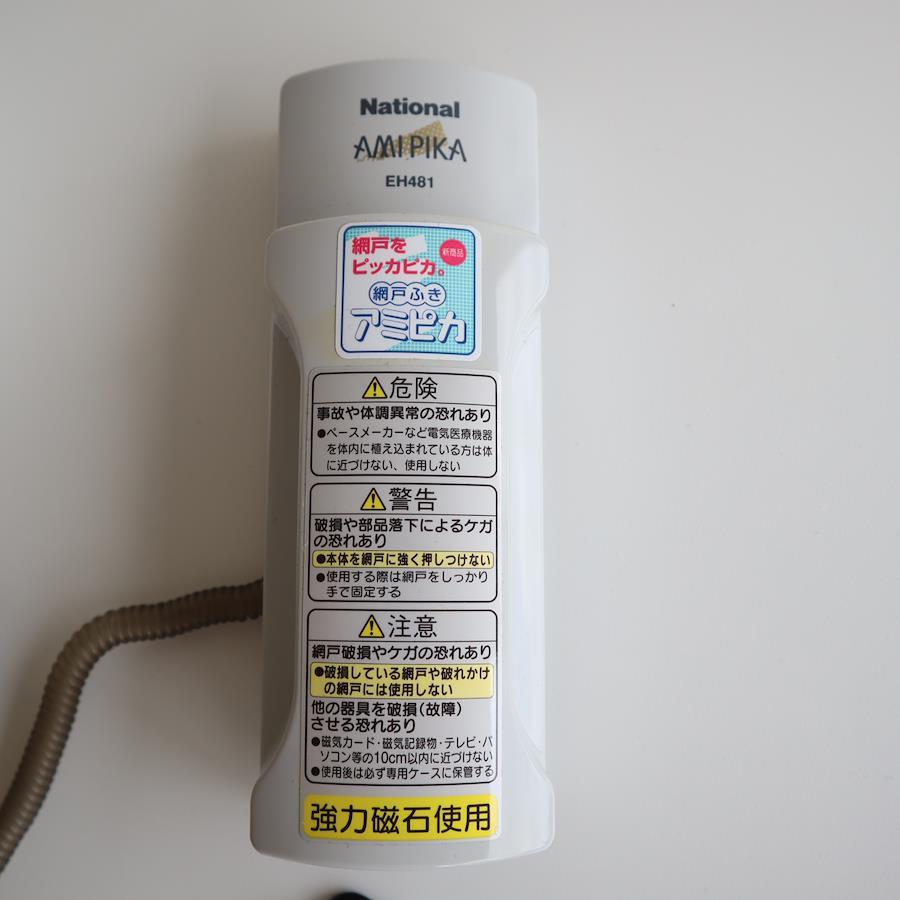 National
AMIPIKA
EH481
網戸を
ピッカピカ。
新商品
網戸ふき
アミピカ
⚠危険
事故や体調異常の恐れあり
●ペースメーカーなど電気医療機器
を体内に植え込まれている方は体
に近づけない、使用しない
⚠警告
破損や部品落下によるケガ
の恐れあり
●本体を網戸に強く押しつけない
●使用する際は網戸をしっかり
手で固定する
⚠注意
網戸破損やケガの恐れあり
●破損している網戸や破れかけ
の網戸には使用しない
他の器具を破損(故障)
させる恐れあり
●磁気カード・磁気記録物・テレビ・パ
ソコン等の10cm以内に近づけない
●使用後は必ず専用ケースに保管する
強力磁石使用